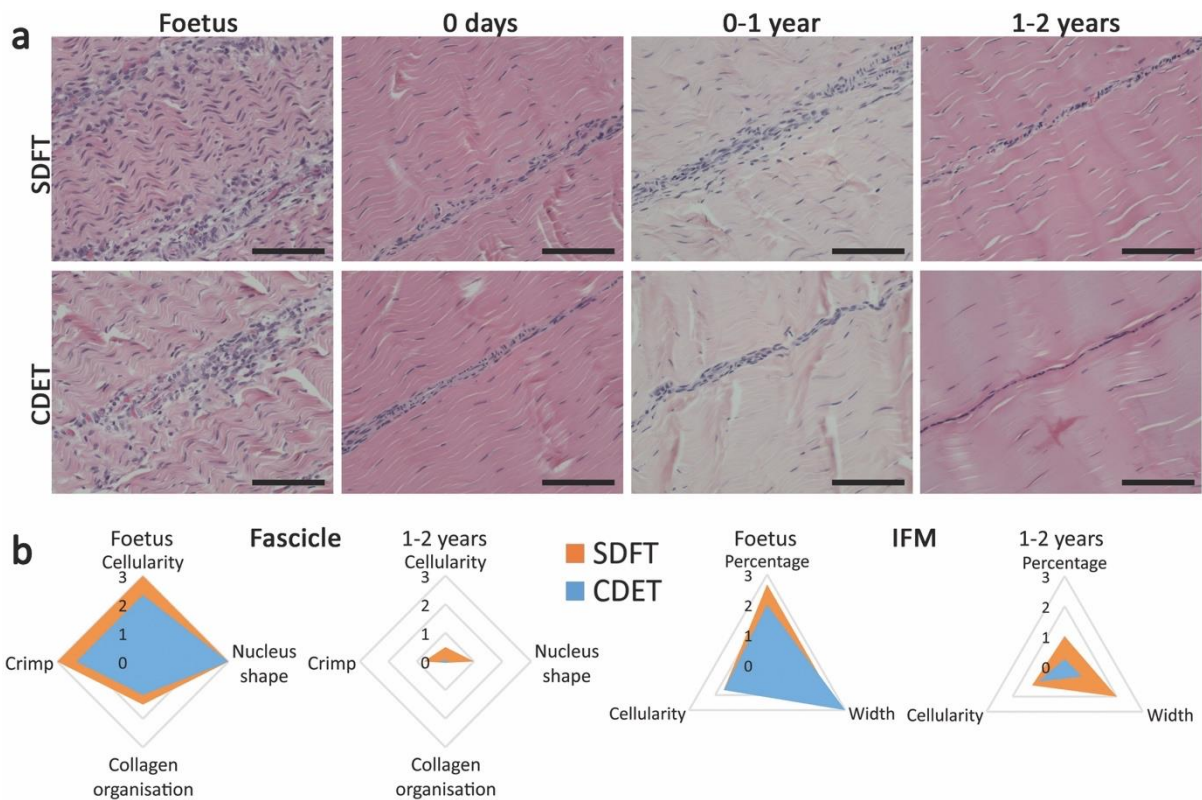 a
Foetus
0 days
0-1 year
1-2 years
SDFT
CDET
b
Fascicle
Foetus
Cellularity
3
2
1
0
Crimp
Nucleus
shape
Collagen
organisation
1-2 years
Cellularity
3
2
1
0
Crimp
Nucleus
shape
Collagen
organisation
SDFT
CDET
IFM
Foetus
Percentage
3
2
1
0
Cellularity
Width
1-2 years
Percentage
3
2
1
0
Cellularity
Width